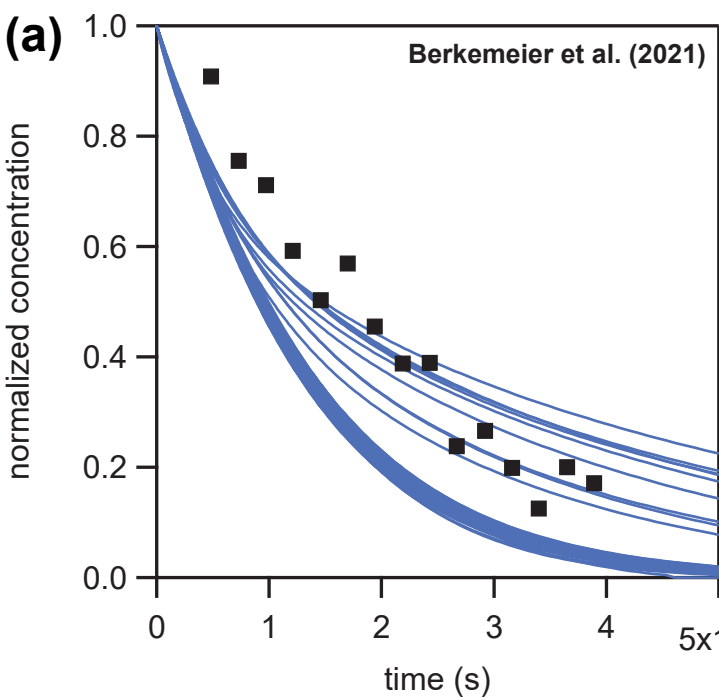 (a)
Berkemeier et al. (2021)
normalized concentration
1.0
0.8
0.6
0.4
0.2
0.0
0 1 2 3 4 5x1
time (s)